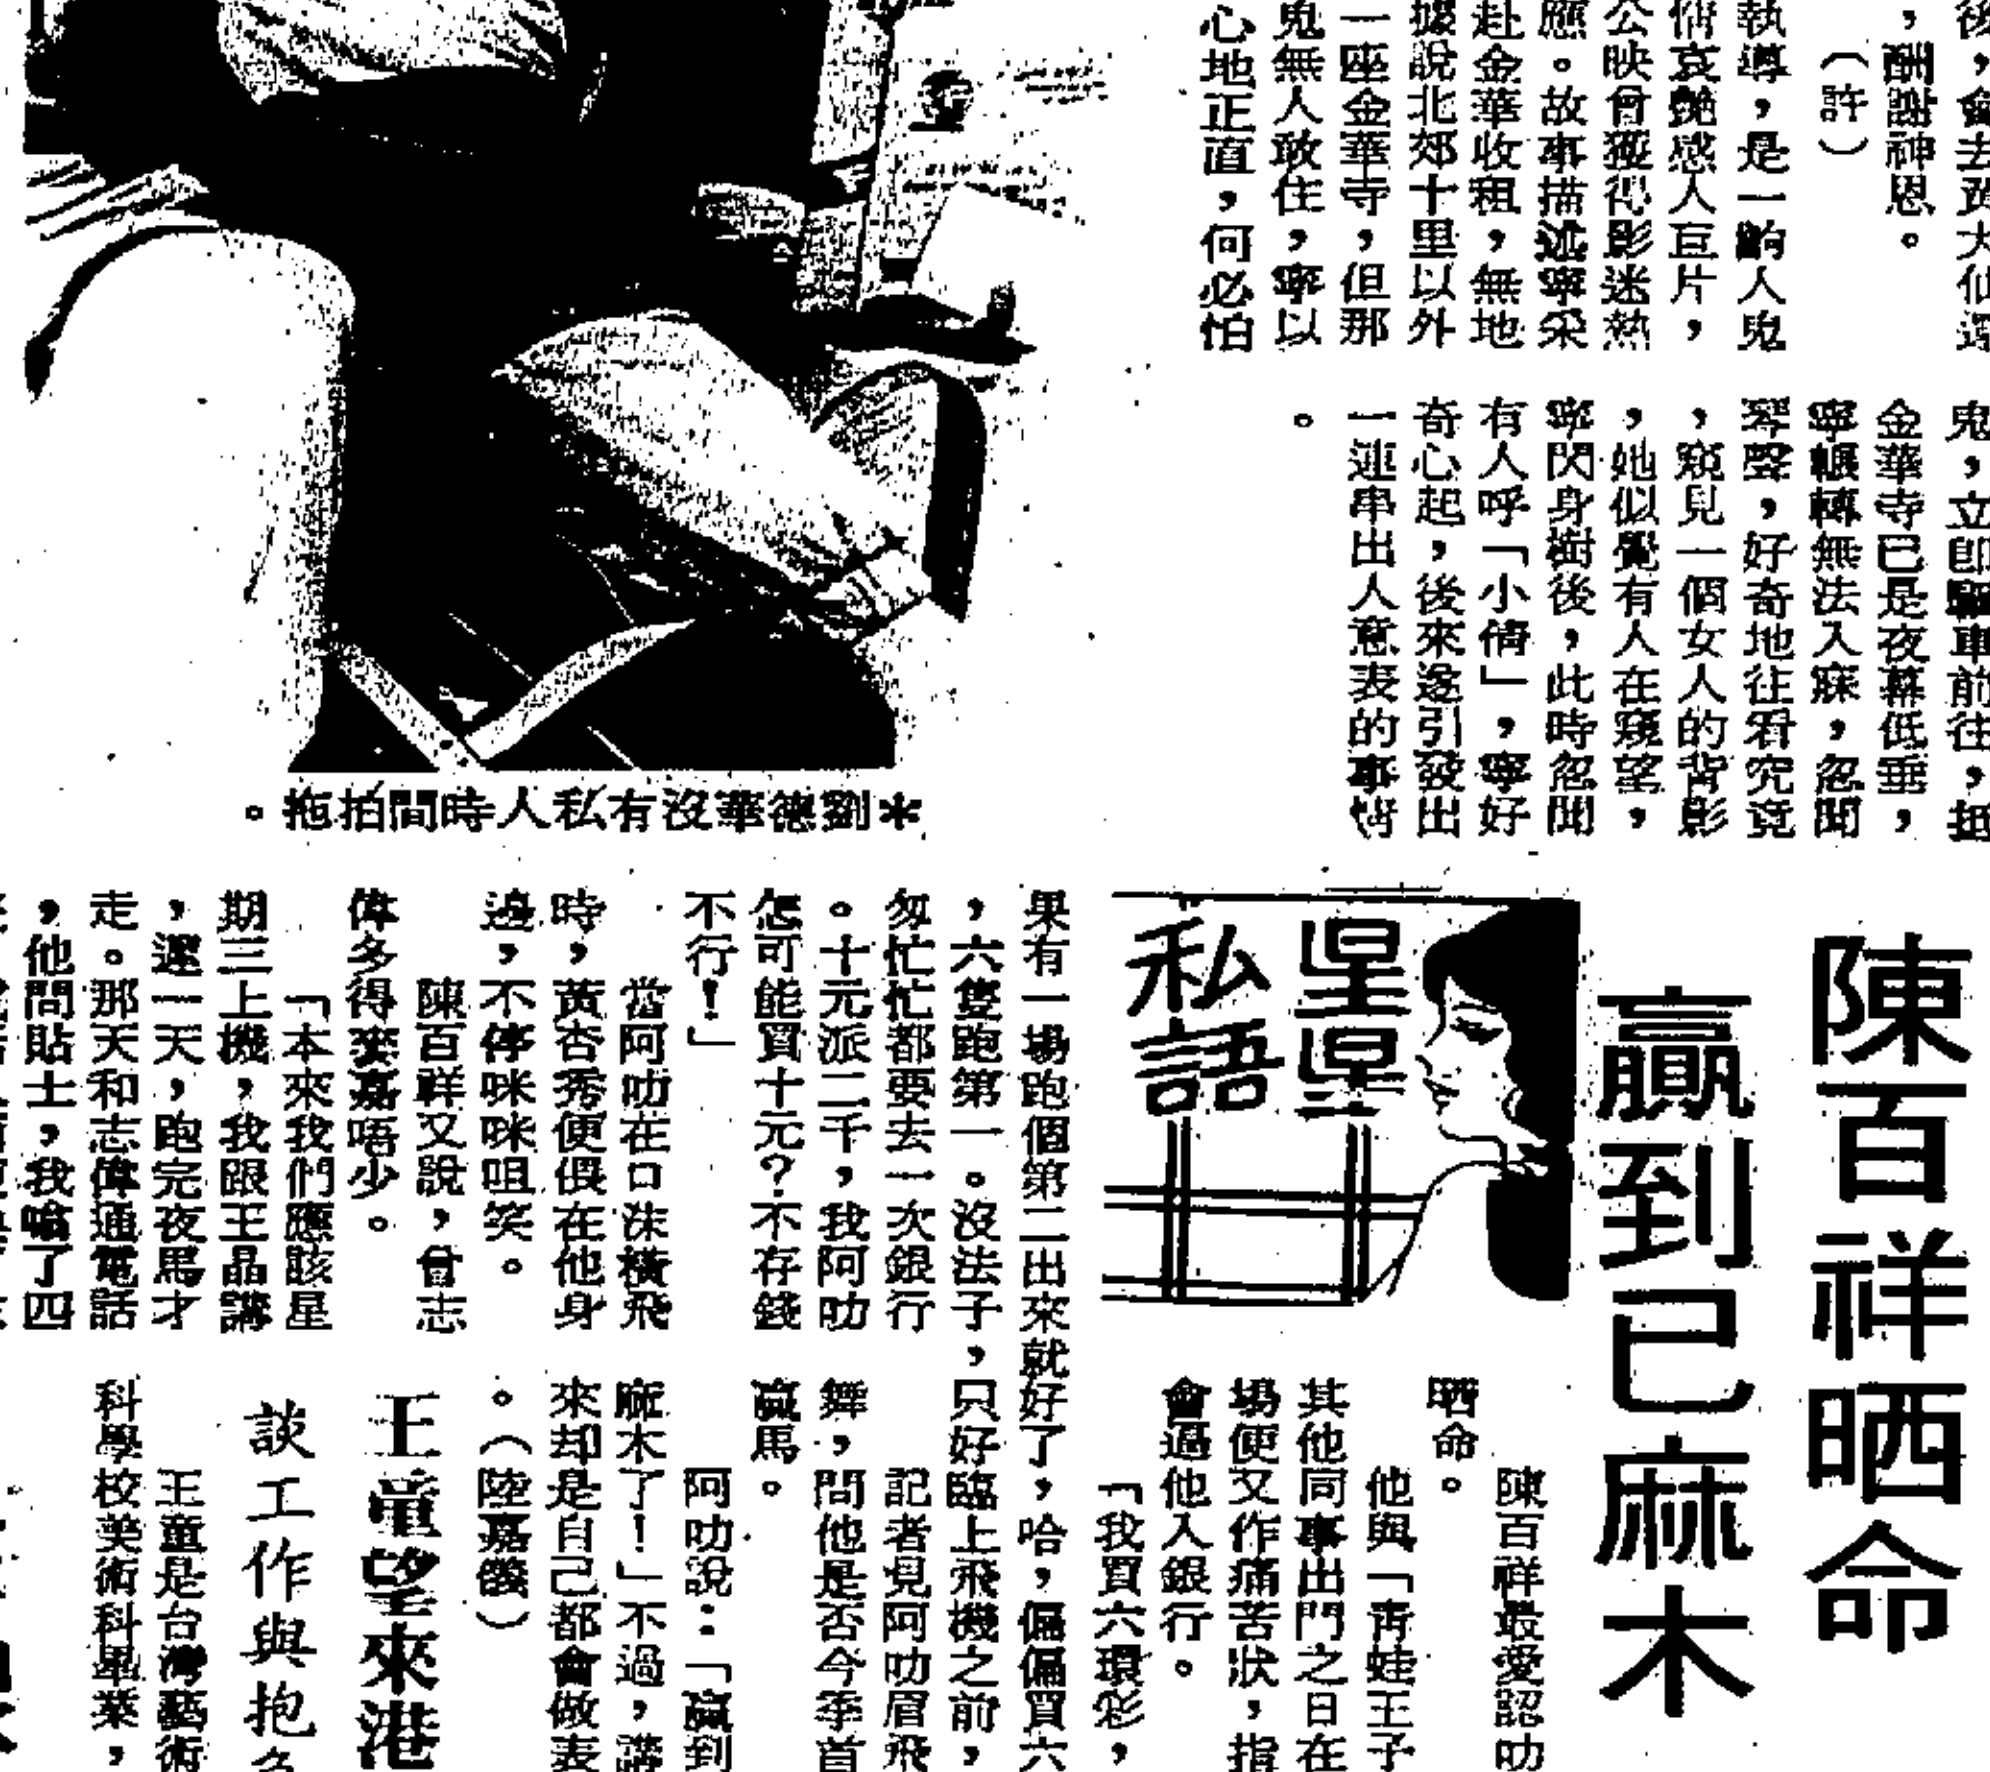 後，會去黃大仙還
，酬謝神恩。
（許）
執導，是一齣人鬼
情哀艷感人巨片，
公映曾獲得影迷熱
應。故事描述寧采
赴金華收租，無地
據說北郊十里以外
一座金華寺，但那
鬼無人敢住，寧以
心地正直，何必怕
鬼，立即驅車前往，抵
金華寺已是夜幕低垂，
寧輾轉無法入寐，忽聞
琴聲，好奇地往看究竟
，窺見一個女人的背影
，她似覺有人在窺望，
寧閃身樹後，此時忽聞
有人呼「小倩」，寧好
奇心起，後來遂引發出
一連串出人意表的事情
。
＊劉德華沒有私人時間拍拖。
陳百祥晒命
贏到已麻木
星星
私語
陳百祥最愛認叻
晒命。
他與「青蛙王子
其他同事出門之日在
場便又作痛苦狀，指
會逼他入銀行。
「我買六環彩，
果有一場跑個第二出來就好了，哈，偏偏買六
，六隻跑第一。沒法子，只好臨上飛機之前，
匆忙忙都要去一次銀行
。十元派二千，我阿叻
怎可能買十元？不存錢
不行！」
當阿叻在口沫橫飛
時，黃杏秀便偎在他身
邊，不停咪咪咀笑。
陳百祥又說，曾志
偉多得葉嘉唔少。
「本來我們應該星
期三上機，我跟王晶講
，遲一天，跑完夜馬才
走。那天和志偉通電話
，他問貼士，我噏了四
記者見阿叻眉飛
舞，問他是否今季首
贏馬。
阿叻說：「贏到
麻木了！」不過，講
來却是自己都會做表
。（陸嘉儀）
王童望來港
談工作與抱
王童是台灣藝術
科學校美術科畢業，